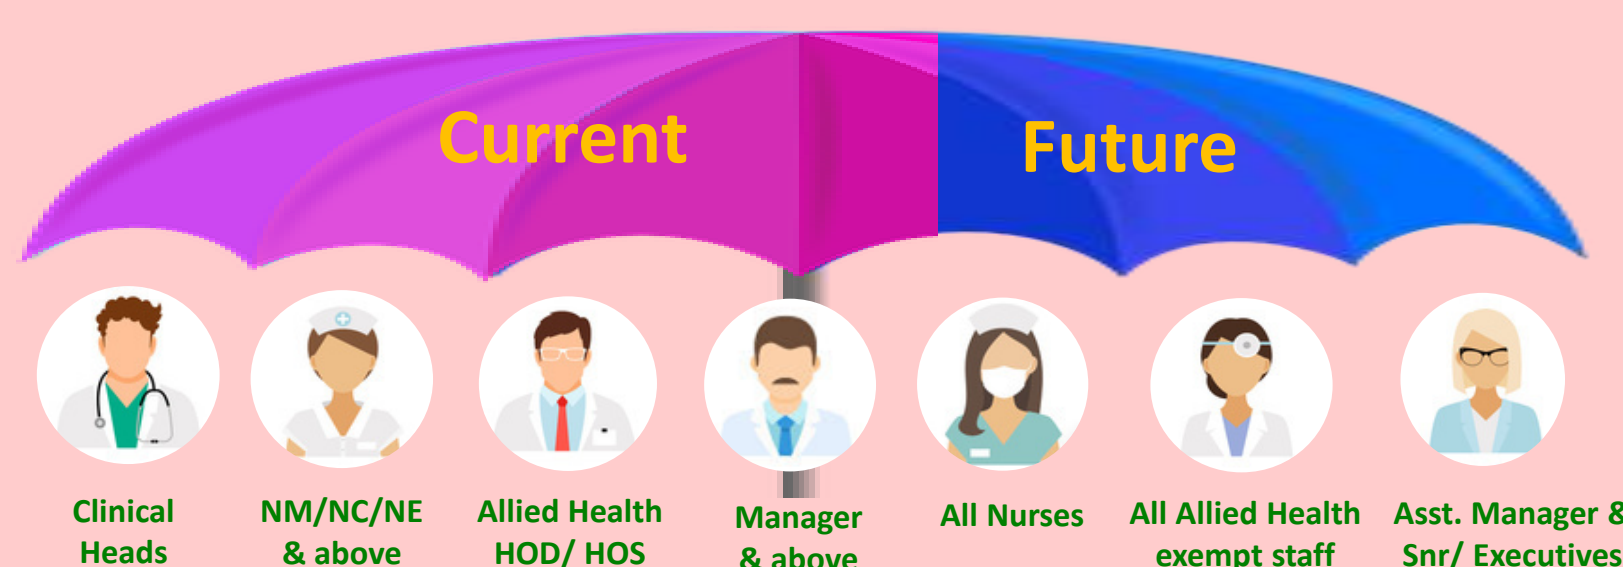 Current
Future
Clinical
Heads
NM/NC/NE
& above
Allied Health
HOD/ HOS
Manager
& above
All Nurses
All Allied Health
exempt staff
Asst. Manager &
Snr/ Executives